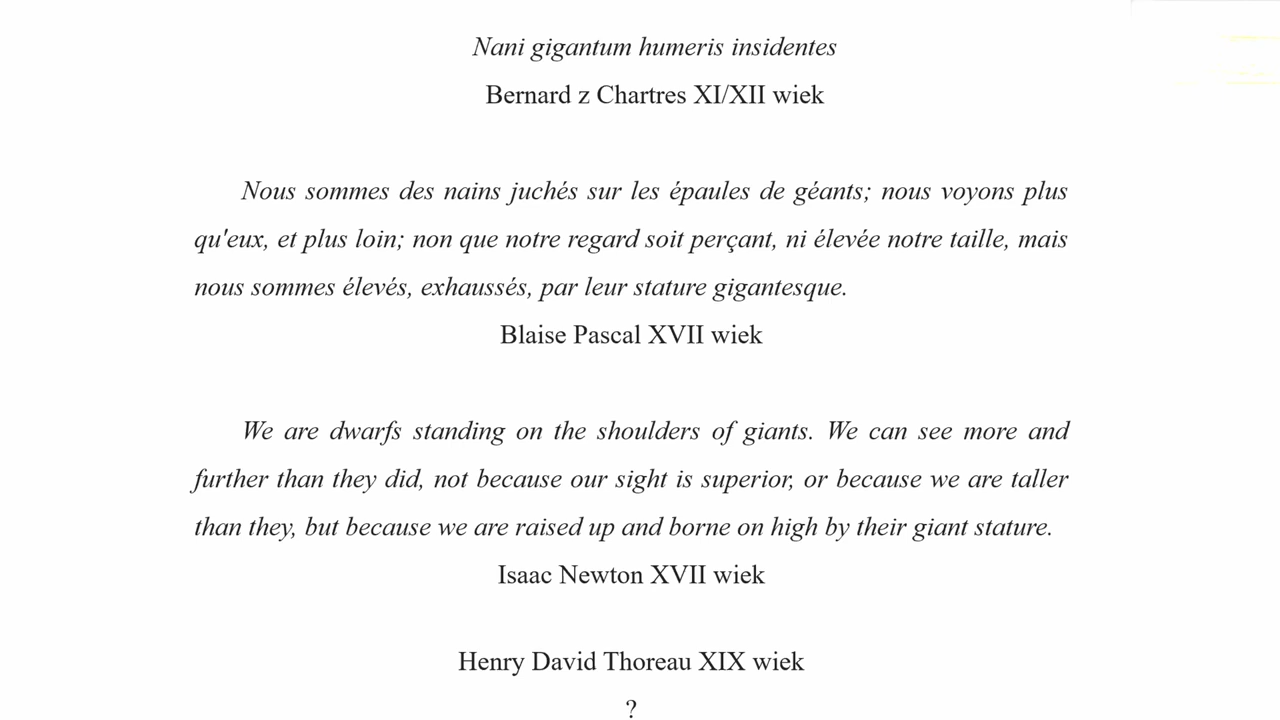 Nani gigantum humeris insidentes
Bernard z Chartres XI/XII wiek
Nous sommes des nains juchés sur les épaules de géants; nous voyons plus
qu'eux, et plus loin; non que notre regard soit perçant, ni élevée notre taille, mais
nous sommes élevés, exhaussés, par leur stature gigantesque.
Blaise Pascal XVII wiek
We are dwarfs standing on the shoulders of giants. We can see more and
further than they did, not because our sight is superior, or because we are taller
than they, but because we are raised up and borne on high by their giant stature.
Isaac Newton XVII wiek
Henry David Thoreau XIX wiek
?